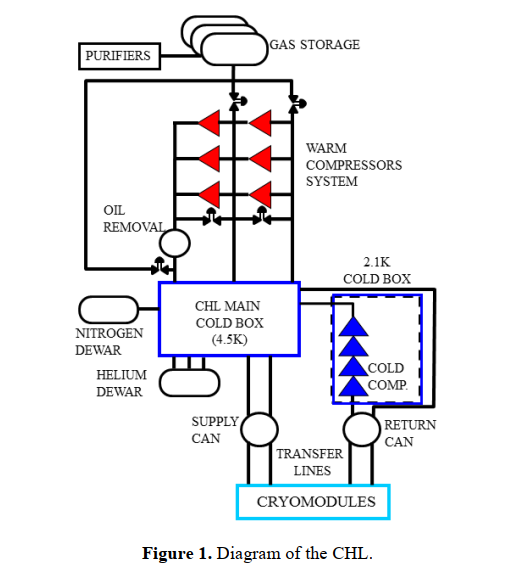 GAS STORAGE
PURIFIERS
WARM
COMPRESSORS
SYSTEM
OIL
REMOVAL
2.1K
COLD BOX
CHL MAIN
COLD BOX
(4.5K)
NITROGEN
DEWAR
HELIUM
DEWAR
COLD
COMP.
SUPPLY
CAN
RETURN
CAN
TRANSFER
LINES
CRYOMODULES
Figure 1. Diagram of the CHL.